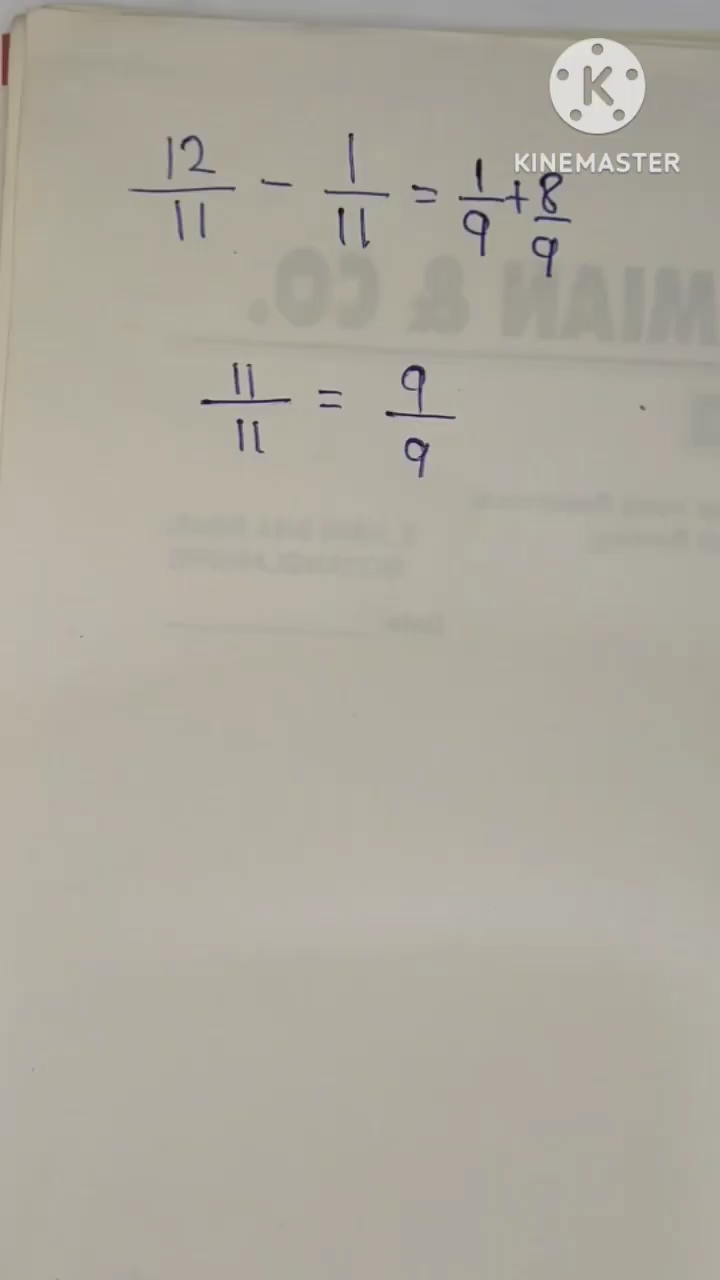 K
KINEMASTER
12/11 - 1/11 = 1/9 + 8/9
MIAN & CO.
11/11 = 9/9